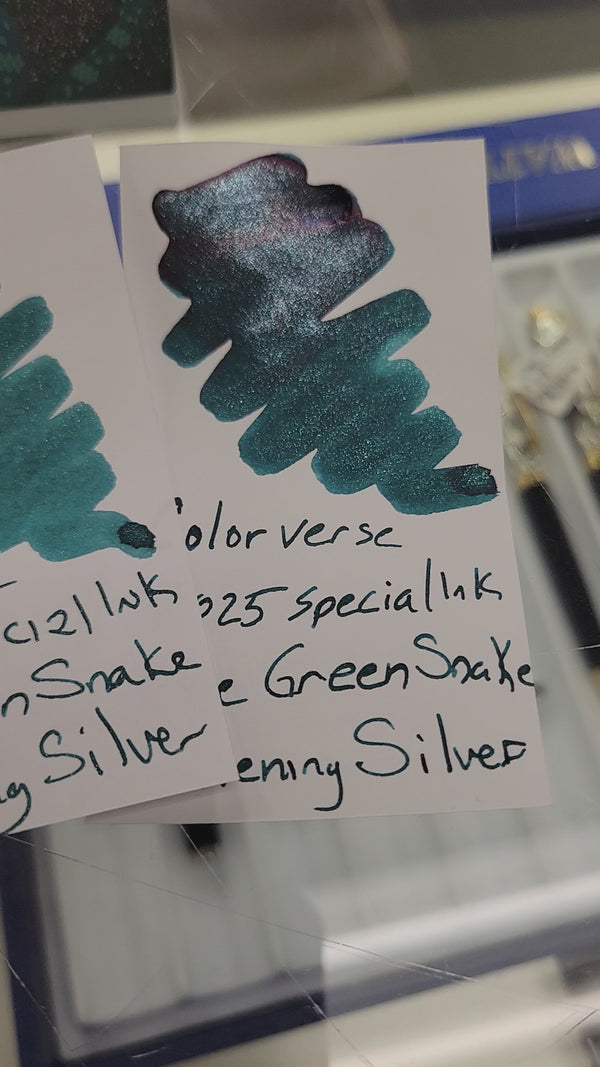 olor verse
025 special Ink
e Green Snake
ening Silver
cial Ink
n Snake
g Silver